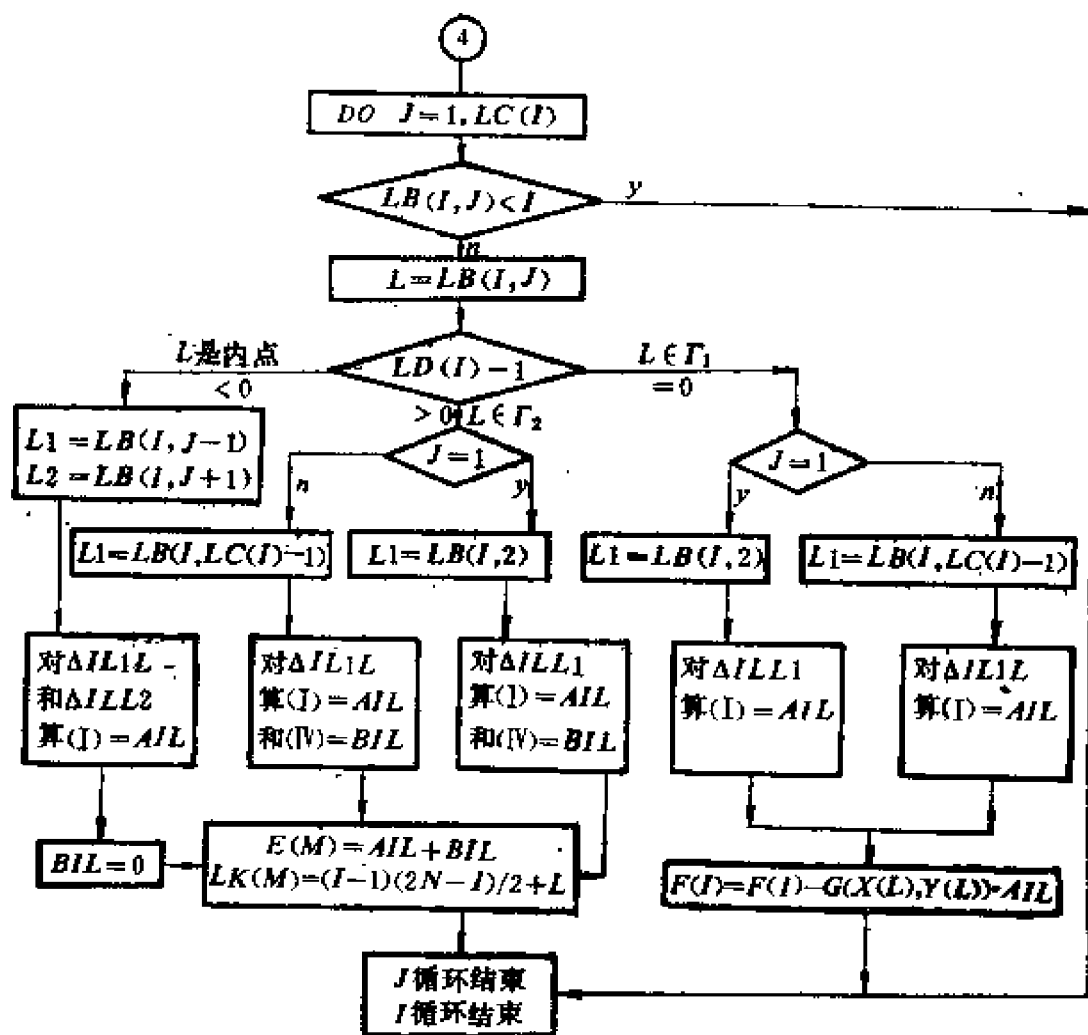 4
DO J=1,LC(I)
LB(I,J)<I
y
n
L=LB(I,J)
LD(I)-1
L是内点
<0
L∈Γ₁
=0
>0 L∈Γ₂
L1=LB(I,J-1)
L2=LB(I,J+1)
J=1
n
y
J=1
y
n
L1=LB(I,LC(I)-1)
L1=LB(I,2)
L1=LB(I,2)
L1=LB(I,LC(I)-1)
对ΔIL1L
和ΔILL2
算(I)=AIL
对ΔIL1L
算(I)=AIL
和(IV)=BIL
对ΔILL1
算(I)=AIL
和(IV)=BIL
对ΔILL1
算(I)=AIL
对ΔIL1L
算(I)=AIL
BIL=0
E(M)=AIL+BIL
LK(M)=(I-1)(2N-I)/2+L
F(I)=F(I)-G(X(L),Y(L))*AIL
J循环结束
I循环结束